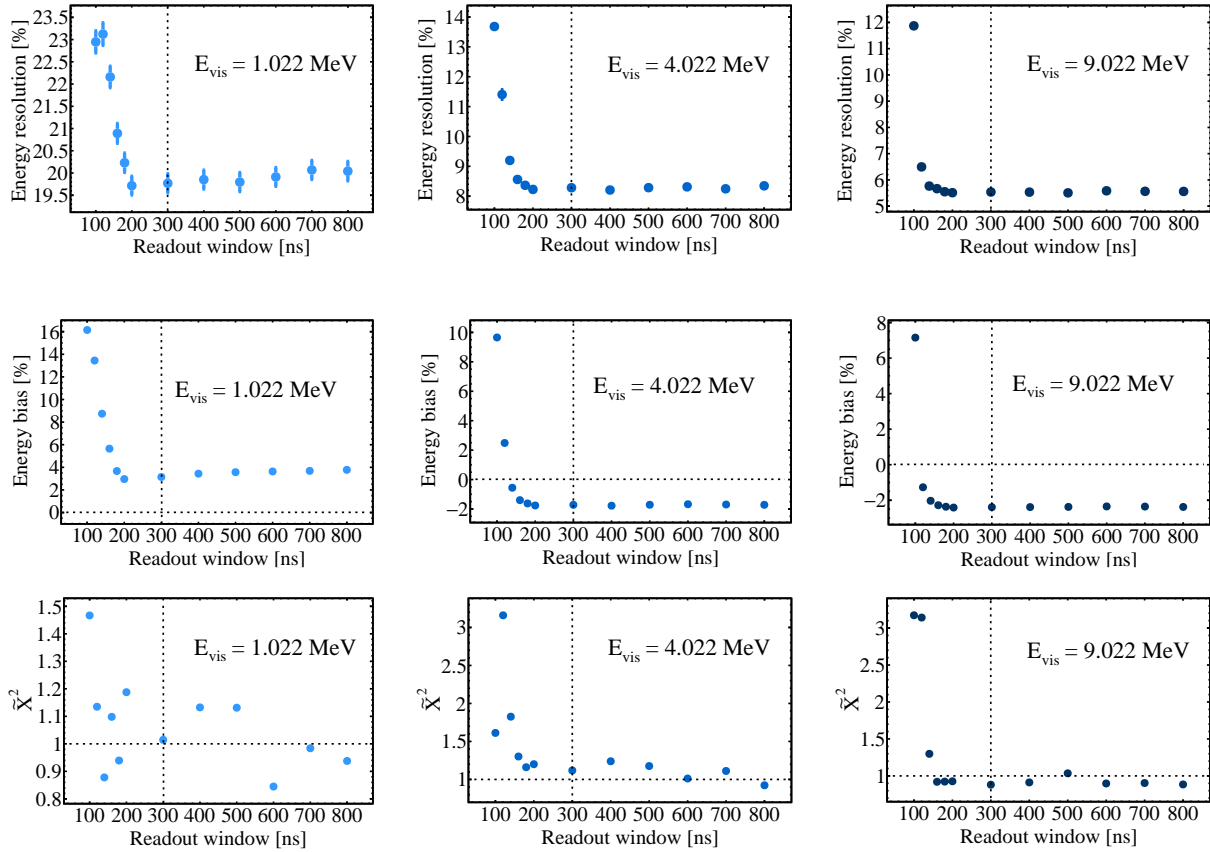 23.5
23
22.5
22
21.5
21
20.5
20
19.5
Energy resolution [%]
E_vis = 1.022 MeV
100 200 300 400 500 600 700 800
Readout window [ns]
14
13
12
11
10
9
8
Energy resolution [%]
E_vis = 4.022 MeV
100 200 300 400 500 600 700 800
Readout window [ns]
12
11
10
9
8
7
6
5
Energy resolution [%]
E_vis = 9.022 MeV
100 200 300 400 500 600 700 800
Readout window [ns]
16
14
12
10
8
6
4
2
0
Energy bias [%]
E_vis = 1.022 MeV
100 200 300 400 500 600 700 800
Readout window [ns]
10
8
6
4
2
0
−2
Energy bias [%]
E_vis = 4.022 MeV
100 200 300 400 500 600 700 800
Readout window [ns]
8
6
4
2
0
−2
Energy bias [%]
E_vis = 9.022 MeV
100 200 300 400 500 600 700 800
Readout window [ns]
1.5
1.4
1.3
1.2
1.1
1
0.9
0.8
χ̃²
E_vis = 1.022 MeV
100 200 300 400 500 600 700 800
Readout window [ns]
3
2.5
2
1.5
1
χ̃²
E_vis = 4.022 MeV
100 200 300 400 500 600 700 800
Readout window [ns]
3
2.5
2
1.5
1
χ̃²
E_vis = 9.022 MeV
100 200 300 400 500 600 700 800
Readout window [ns]